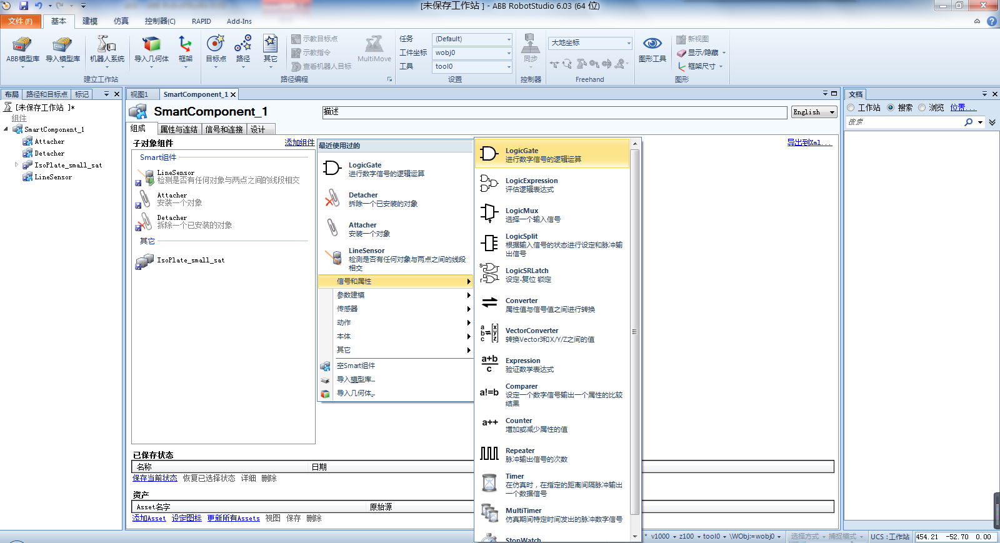 [未保存工作站 ] - ABB RobotStudio 6.03 (64 位)
文件(F) 基本 建模 仿真 控制器(C) RAPID Add-Ins
ABB模型库 导入模型库 机器人系统 导入几何体 框架
建立工作站
目标点 路径 其它
示教目标点
示教指令
查看机器人目标
MultiMove
路径编程
任务 (Default)
工件坐标 wobj0
工具 tool0
设置
同步
控制器
大地坐标
Freehand
图形工具
新视图
显示/隐藏
框架尺寸
图形
布局 路径和目标点 标记
[未保存工作站 ]*
组件
SmartComponent_1
Attacher
Detacher
IsoPlate_small_sat
LineSensor
视图1 SmartComponent_1
SmartComponent_1
描述
English
组成 属性与连结 信号和连接 设计
子对象组件 添加组件
导出到Xml...
Smart组件
LineSensor
检测是否有任何对象与两点之间的线段相交
Attacher
安装一个对象
Detacher
拆除一个已安装的对象
其它
IsoPlate_small_sat
最近使用过的
LogicGate
进行数字信号的逻辑运算
Detacher
拆除一个已安装的对象
Attacher
安装一个对象
LineSensor
检测是否有任何对象与两点之间的线段
相交
信号和属性
参数建模
传感器
动作
本体
其它
空Smart组件
导入模型库...
导入几何体...
LogicGate
进行数字信号的逻辑运算
LogicExpression
评估逻辑表达式
LogicMux
选择一个输入信号
LogicSplit
根据输入信号的状态进行设定和脉冲输
出信号
S
r
LogicSRLatch
设定-复位 锁定
Converter
属性值与信号值之间进行转换
a
b
c
x
y
z
VectorConverter
转换Vector3和X/Y/Z之间的值
a+b
c
Expression
验证数学表达式
a!=b
Comparer
设定一个数字信号输出一个属性的比较
结果
a++
Counter
增加或减少属性的值
Repeater
脉冲输出信号的次数
Timer
在仿真时，在指定的距离间隔脉冲输出
一个数据信号
MultiTimer
仿真期间特定时间发出的脉冲数字信号
StopWatch
已保存状态
名称 日期
保存当前状态 恢复已选择状态 详细 删除
资产
Asset名字 原始源
添加Asset 设定图标 更新所有Assets 视图 保存 删除
文档
工作站 搜索 浏览 位置...
搜索
* v1000 z100 tool0 \WObj:=wobj0 选择方式 捕捉模式 UCS : 工作站 454.21 -52.70 0.00